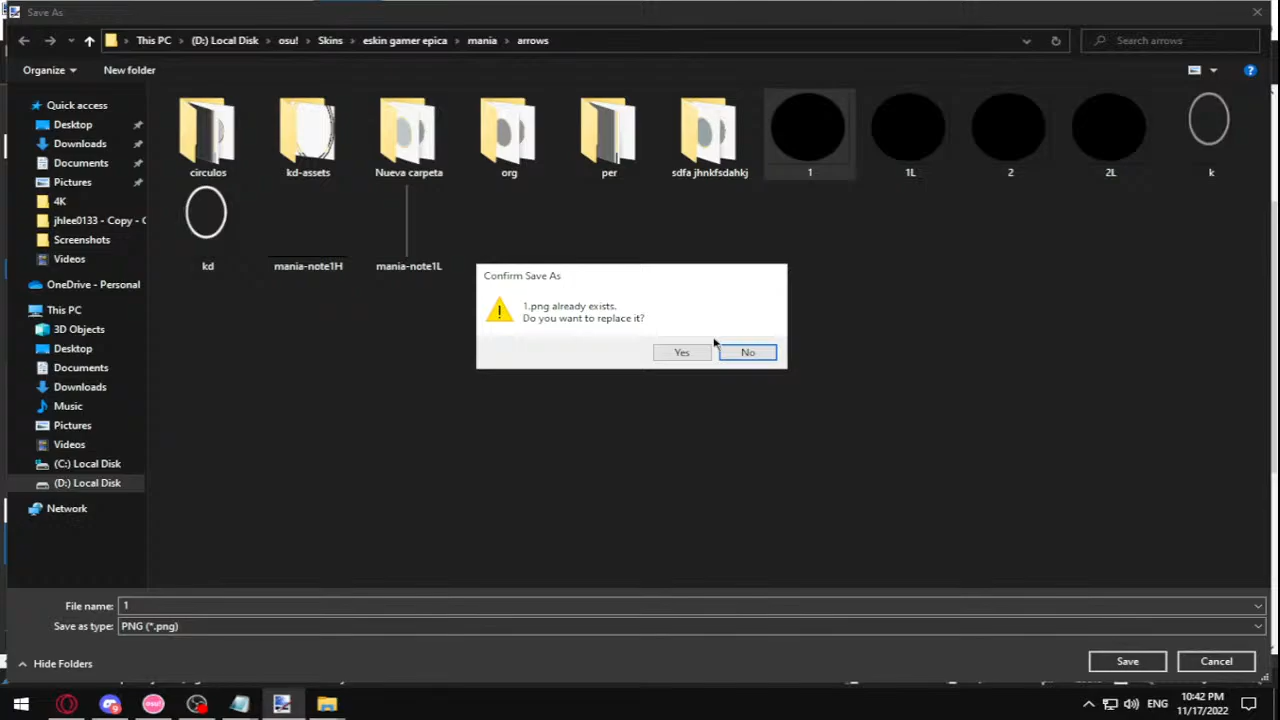 Save As
This PC
(D:) Local Disk
osu!
Skins
eskin gamer epica
mania
arrows
Search arrows
Organize
New folder
Quick access
Desktop
Downloads
Documents
Pictures
4K
jhlee0133 - Copy - C
Screenshots
Videos
OneDrive - Personal
This PC
3D Objects
Desktop
Documents
Downloads
Music
Pictures
Videos
(C:) Local Disk
(D:) Local Disk
Network
circulos
kd-assets
Nueva carpeta
org
per
sdfa jhnkfsdahkj
1
1L
2
2L
k
kd
mania-note1H
mania-note1L
Confirm Save As
1.png already exists.
Do you want to replace it?
Yes
No
File name:
1
Save as type:
PNG (*.png)
Hide Folders
Save
Cancel
osu!
ENG
10:42 PM
11/17/2022